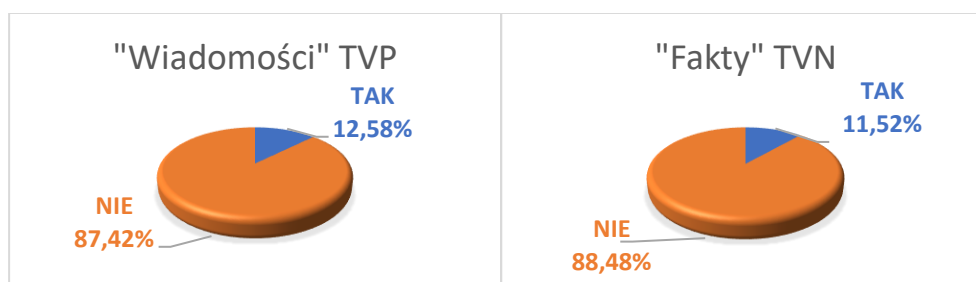 "Wiadomości" TVP
TAK
12,58%
NIE
87,42%
"Fakty" TVN
TAK
11,52%
NIE
88,48%